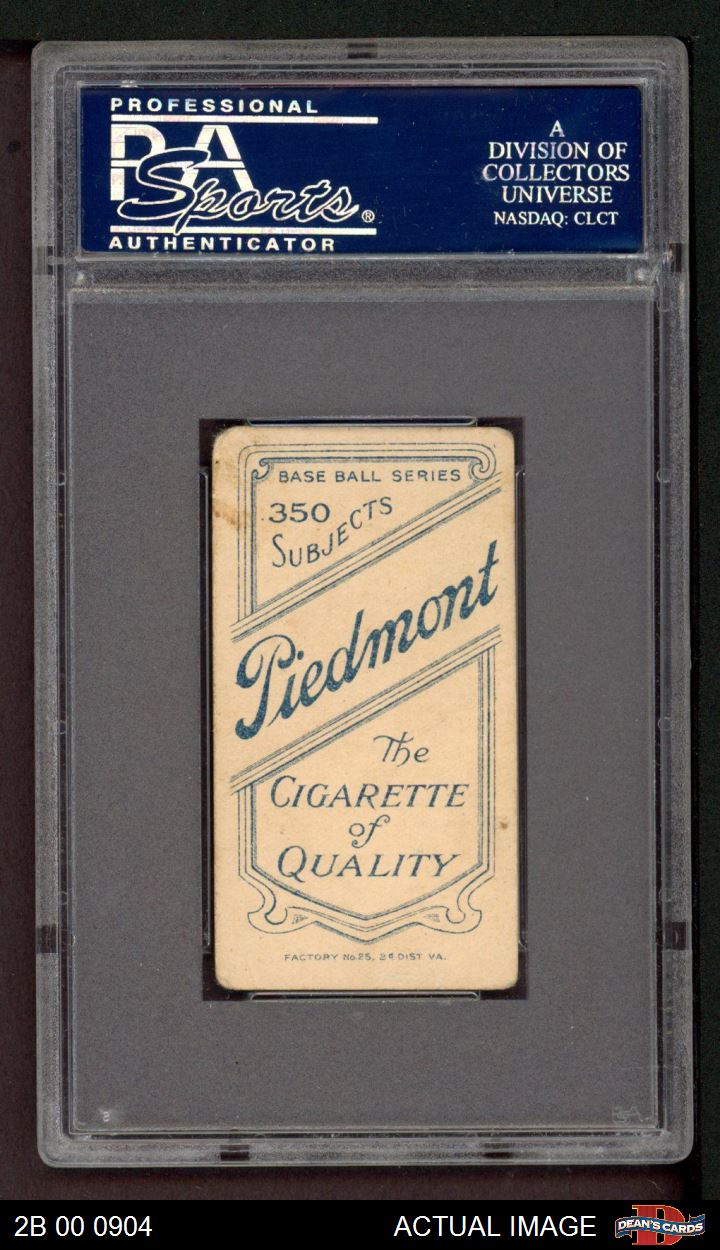 PROFESSIONAL
PSA
Sports®
AUTHENTICATOR
A
DIVISION OF
COLLECTORS
UNIVERSE
NASDAQ: CLCT
BASE BALL SERIES
350
SUBJECTS
Piedmont
The
CIGARETTE
of
QUALITY
FACTORY No.25, 2d DIST VA.
2B 00 0904
ACTUAL IMAGE
DEAN'S CARDS